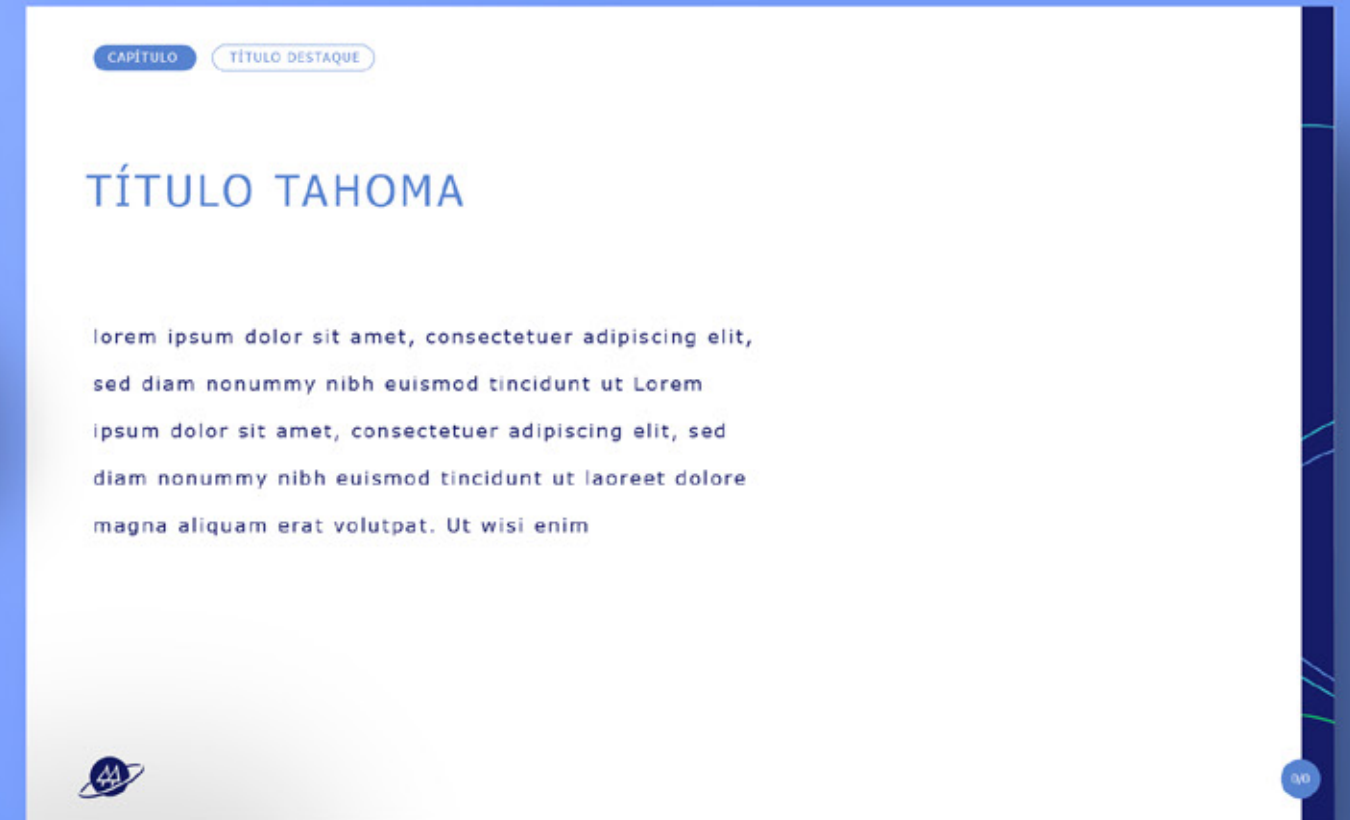 CAPÍTULO TÍTULO DESTAQUE
TÍTULO TAHOMA
lorem ipsum dolor sit amet, consectetuer adipiscing elit,
sed diam nonummy nibh euismod tincidunt ut Lorem
ipsum dolor sit amet, consectetuer adipiscing elit, sed
diam nonummy nibh euismod tincidunt ut laoreet dolore
magna aliquam erat volutpat. Ut wisi enim
0/0